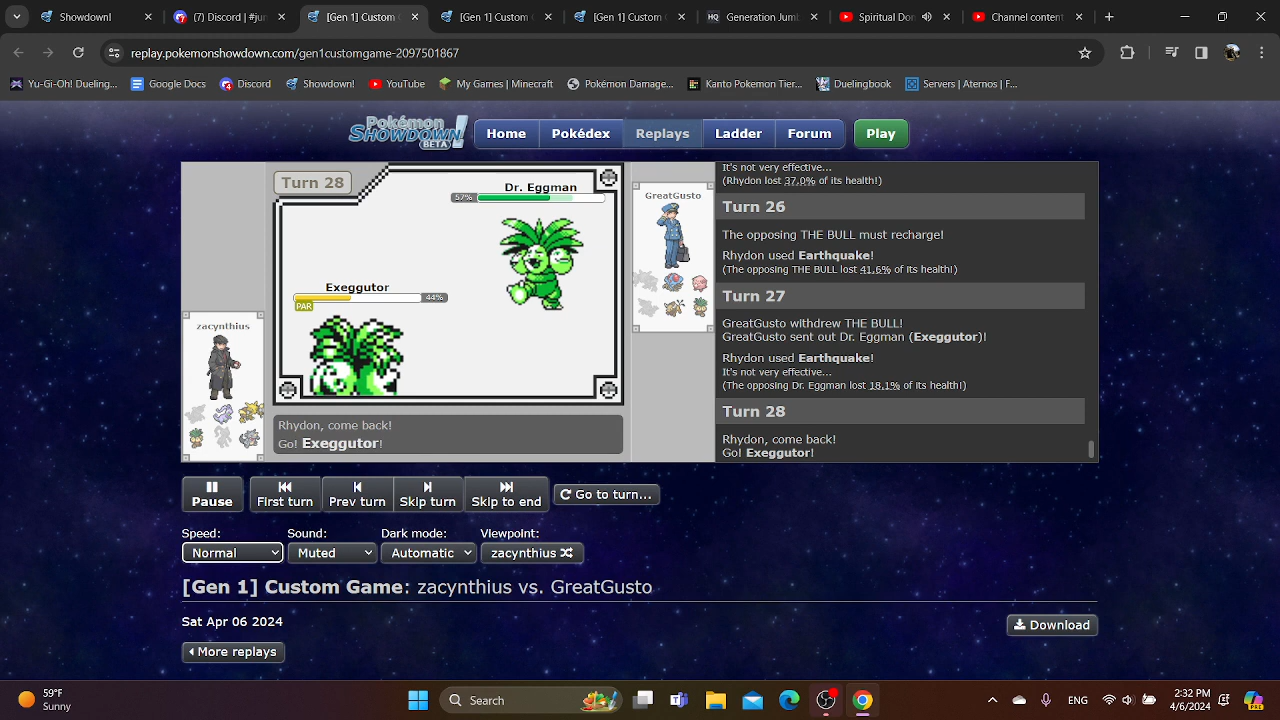 Showdown!
(7) Discord | #jur
[Gen 1] Custom G
[Gen 1] Custom G
[Gen 1] Custom G
HQ
Generation Juml
Spiritual Don
Channel content
replay.pokemonshowdown.com/gen1customgame-2097501867
Yu-Gi-Oh! Dueling...
Google Docs
Discord
Showdown!
YouTube
My Games | Minecraft
Pokémon Damage...
Kanto Pokemon Tier...
Duelingbook
Servers | Aternos | F...
Pokémon
SHOWDOWN!
BETA
Home
Pokédex
Replays
Ladder
Forum
Play
Turn 28
Dr. Eggman
57%
Exeggutor
44%
PAR
zacynthius
GreatGusto
Rhydon, come back!
Go! Exeggutor!
It's not very effective...
(Rhydon lost 37.0% of its health!)
Turn 26
The opposing THE BULL must recharge!
Rhydon used Earthquake!
(The opposing THE BULL lost 41.6% of its health!)
Turn 27
GreatGusto withdrew THE BULL!
GreatGusto sent out Dr. Eggman (Exeggutor)!
Rhydon used Earthquake!
It's not very effective...
(The opposing Dr. Eggman lost 18.1% of its health!)
Turn 28
Rhydon, come back!
Go! Exeggutor!
Pause
First turn
Prev turn
Skip turn
Skip to end
Go to turn...
Speed:
Sound:
Dark mode:
Viewpoint:
Normal
Muted
Automatic
zacynthius
[Gen 1] Custom Game: zacynthius vs. GreatGusto
Sat Apr 06 2024
Download
More replays
59°F
Sunny
Search
ENG
2:32 PM
4/6/2024
PRE